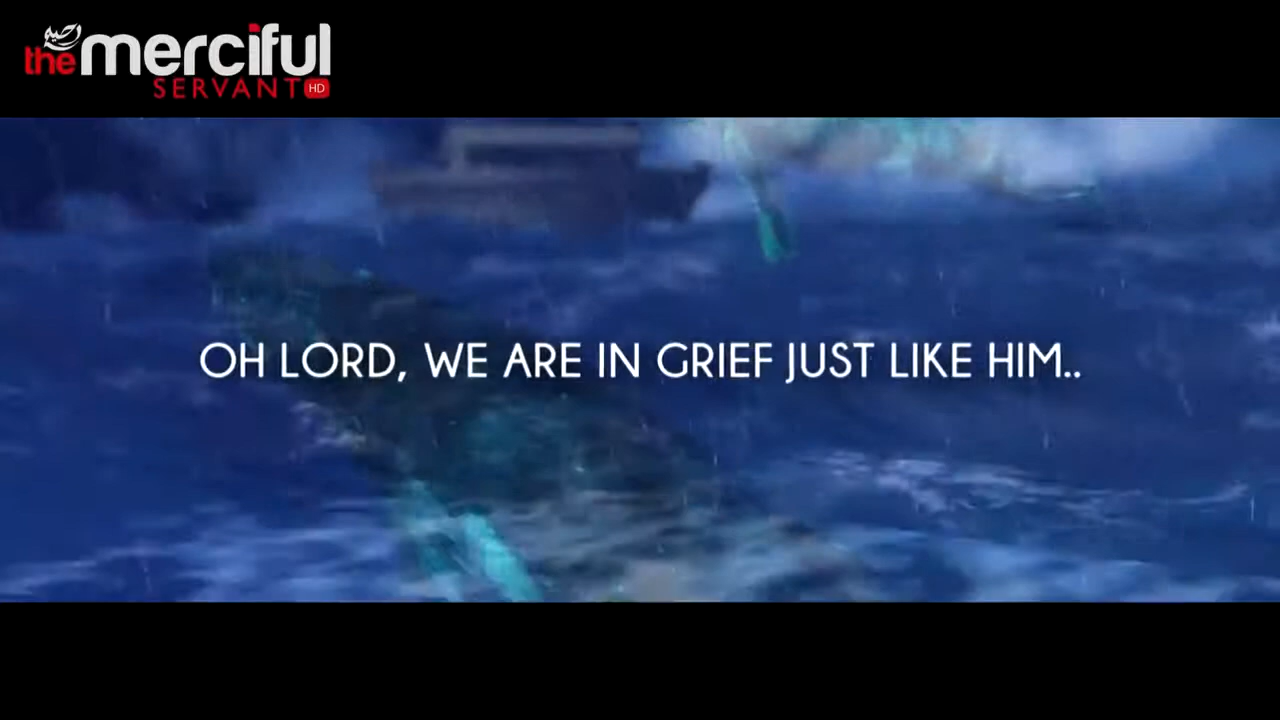 the merciful
SERVANT HD
OH LORD, WE ARE IN GRIEF JUST LIKE HIM..